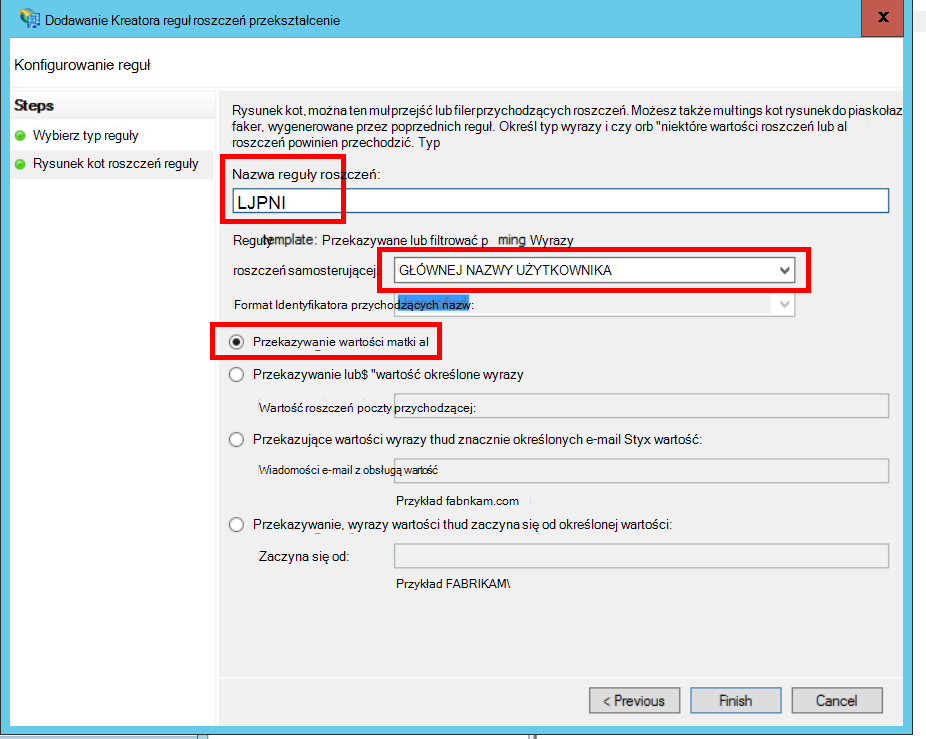 Dodawanie Kreatora reguł roszczeń przekształcenie
x
Konfigurowanie reguł
Steps
Wybierz typ reguły
Rysunek kot roszczeń reguły
Rysunek kot, można ten muł przejść lub filer przychodzących roszczeń. Możesz także multings kot rysunek do piaskołaz
faker, wygenerowane przez poprzednich reguł. Określ typ wyrazy i czy orb "niektóre wartości roszczeń lub al
roszczeń powinien przechodzić. Typ
Nazwa reguły roszczeń:
LJPNI
Reguły template: Przekazywane lub filtrować p ming Wyrazy
roszczeń samosterującej: GŁÓWNEJ NAZWY UŻYTKOWNIKA
Format Identyfikatora przychodzących nazw:
Przekazywanie wartości matki al
Przekazywanie lub$ "wartość określone wyrazy
Wartość roszczeń poczty przychodzącej:
Przekazujące wartości wyrazy thud znacznie określonych e-mail Styx wartość:
Wiadomości e-mail z obsługą wartość
Przykład fabnkam.com
Przekazywanie, wyrazy wartości thud zaczyna się od określonej wartości:
Zaczyna się od:
Przykład FABRIKAM\
< Previous
Finish
Cancel